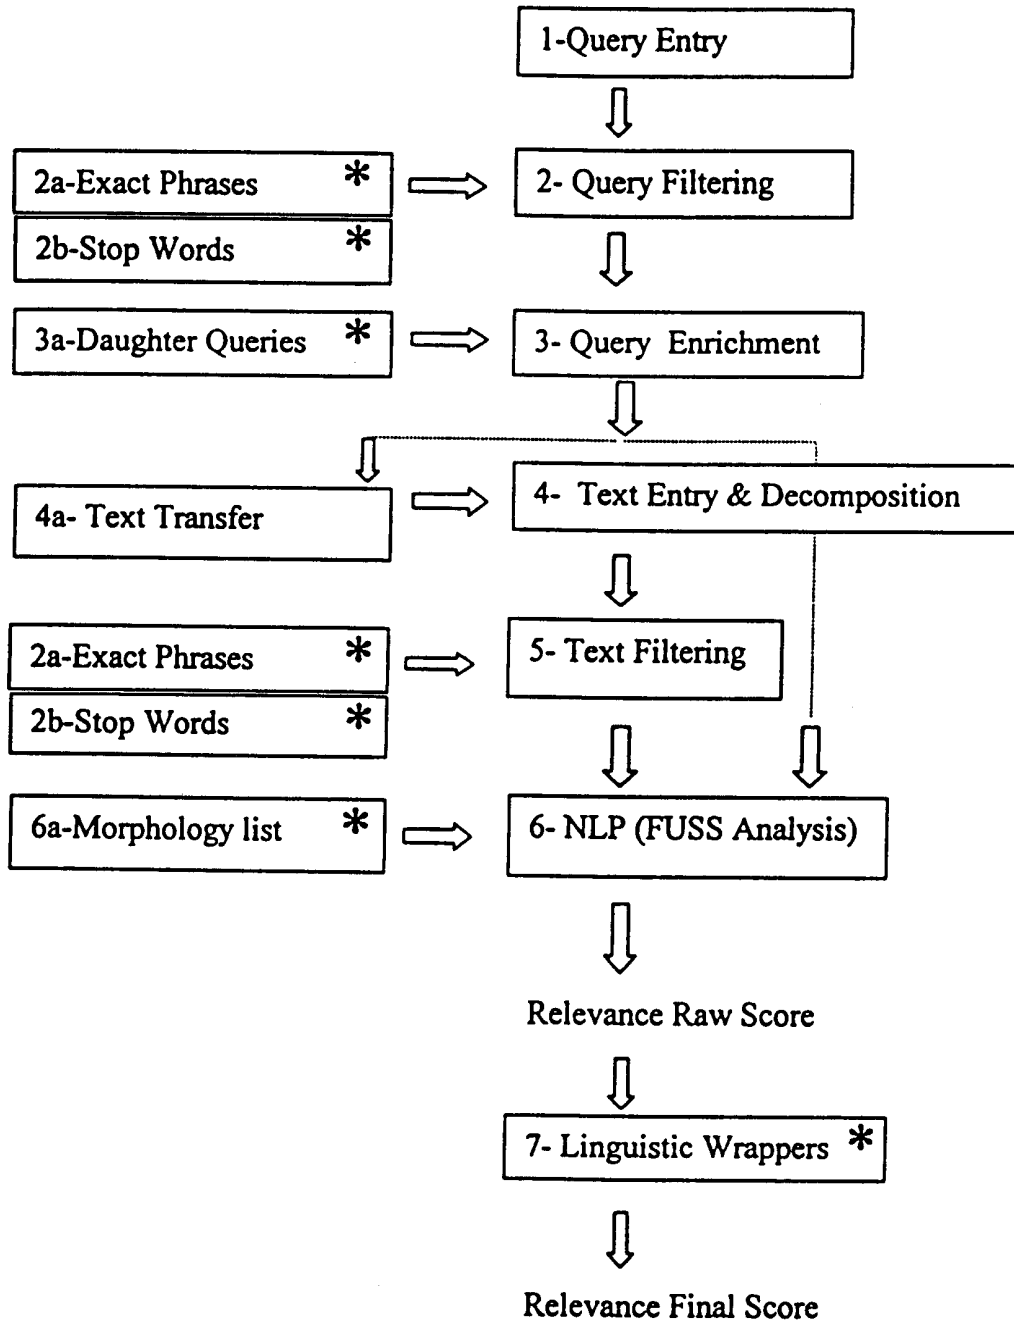 1-Query Entry
2a-Exact Phrases *
2- Query Filtering
2b-Stop Words *
3a-Daughter Queries *
3- Query Enrichment
4a- Text Transfer
4- Text Entry & Decomposition
2a-Exact Phrases *
5- Text Filtering
2b-Stop Words *
6a-Morphology list *
6- NLP (FUSS Analysis)
Relevance Raw Score
7- Linguistic Wrappers *
Relevance Final Score